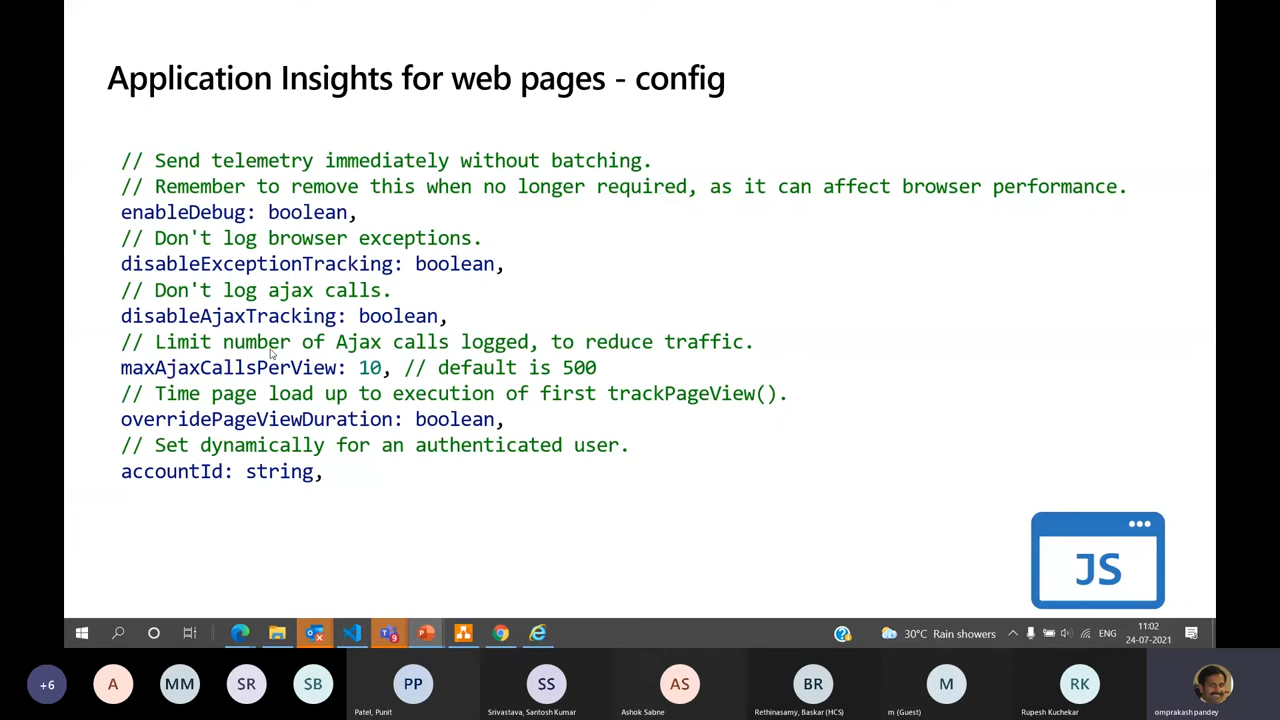 Application Insights for web pages - config
// Send telemetry immediately without batching.
// Remember to remove this when no longer required, as it can affect browser performance.
enableDebug: boolean,
// Don't log browser exceptions.
disableExceptionTracking: boolean,
// Don't log ajax calls.
disableAjaxTracking: boolean,
// Limit number of Ajax calls logged, to reduce traffic.
maxAjaxCallsPerView: 10, // default is 500
// Time page load up to execution of first trackPageView().
overridePageViewDuration: boolean,
// Set dynamically for an authenticated user.
accountId: string,
JS
9
30°C Rain showers
ENG
11:02
24-07-2021
+6
A
MM
SR
SB
PP
SS
AS
BR
M
RK
Patel, Punit
Srivastava, Santosh Kumar
Ashok Sabne
Rethinasamy, Baskar (HCS)
m (Guest)
Rupesh Kuchekar
omprakash pandey